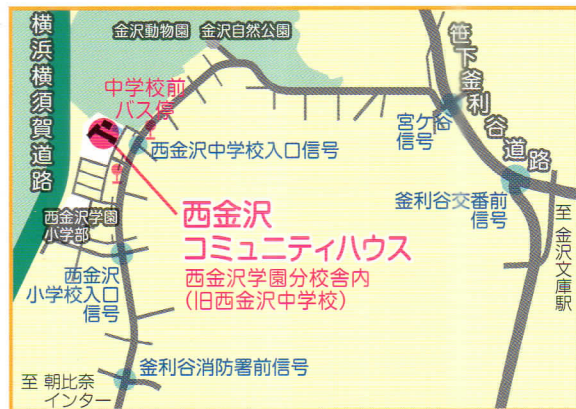 横浜横須賀道路
金沢動物園
金沢自然公園
笹下釜利谷道路
中学校前
バス停
宮ケ谷
信号
西金沢中学校入口信号
西金沢
コミュニティハウス
西金沢学園分校舎内
(旧西金沢中学校)
釜利谷交番前
信号
至 金沢文庫駅
西金沢学園
小学部
西金沢
小学校入口
信号
釜利谷消防署前信号
至 朝比奈
インター